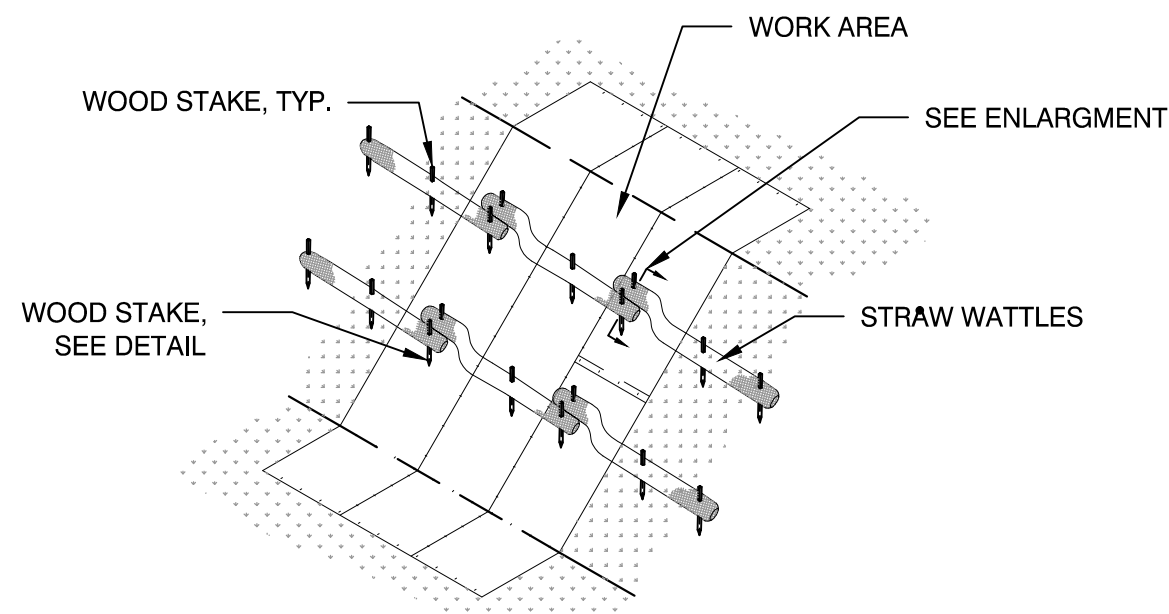 WORK AREA
WOOD STAKE, TYP.
SEE ENLARGMENT
WOOD STAKE,
SEE DETAIL
STRAW WATTLES